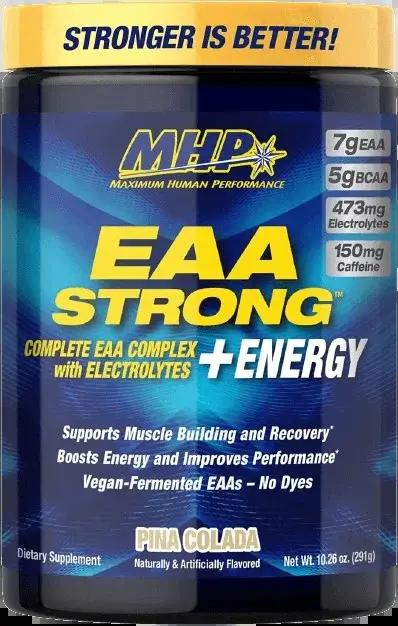 STRONGER IS BETTER!
MHP
MAXIMUM HUMAN PERFORMANCE
7gEAA
5gBCAA
473mg
Electrolytes
150mg
Caffeine
EAA
STRONG™
COMPLETE EAA COMPLEX
with ELECTROLYTES
+ENERGY
Supports Muscle Building and Recovery*
Boosts Energy and Improves Performance*
Vegan-Fermented EAAs – No Dyes
PINA COLADA
Naturally & Artificially Flavored
Dietary Supplement
Net Wt. 10.26 oz. (291g)